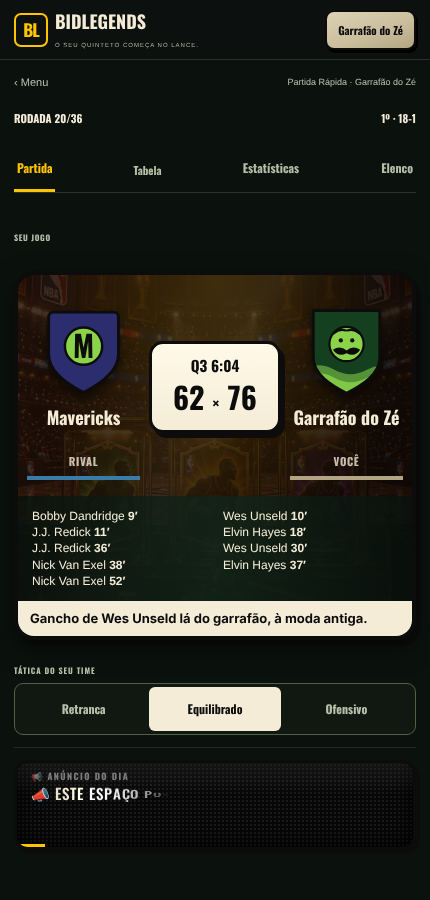 BL BIDLEGENDS
O SEU QUINTETO COMEÇA NO LANCE.
Garrafão do Zé
‹ Menu
Partida Rápida · Garrafão do Zé
RODADA 20/36
1º · 18-1
Partida
Tabela
Estatísticas
Elenco
SEU JOGO
M
Mavericks
RIVAL
Q3 6:04
62 × 76
Garrafão do Zé
VOCÊ
Bobby Dandridge 9′
J.J. Redick 11′
J.J. Redick 36′
Nick Van Exel 38′
Nick Van Exel 52′
Wes Unseld 10′
Elvin Hayes 18′
Wes Unseld 30′
Elvin Hayes 37′
Gancho de Wes Unseld lá do garrafão, à moda antiga.
TÁTICA DO SEU TIME
Retranca
Equilibrado
Ofensivo
ANÚNCIO DO DIA
ESTE ESPAÇO